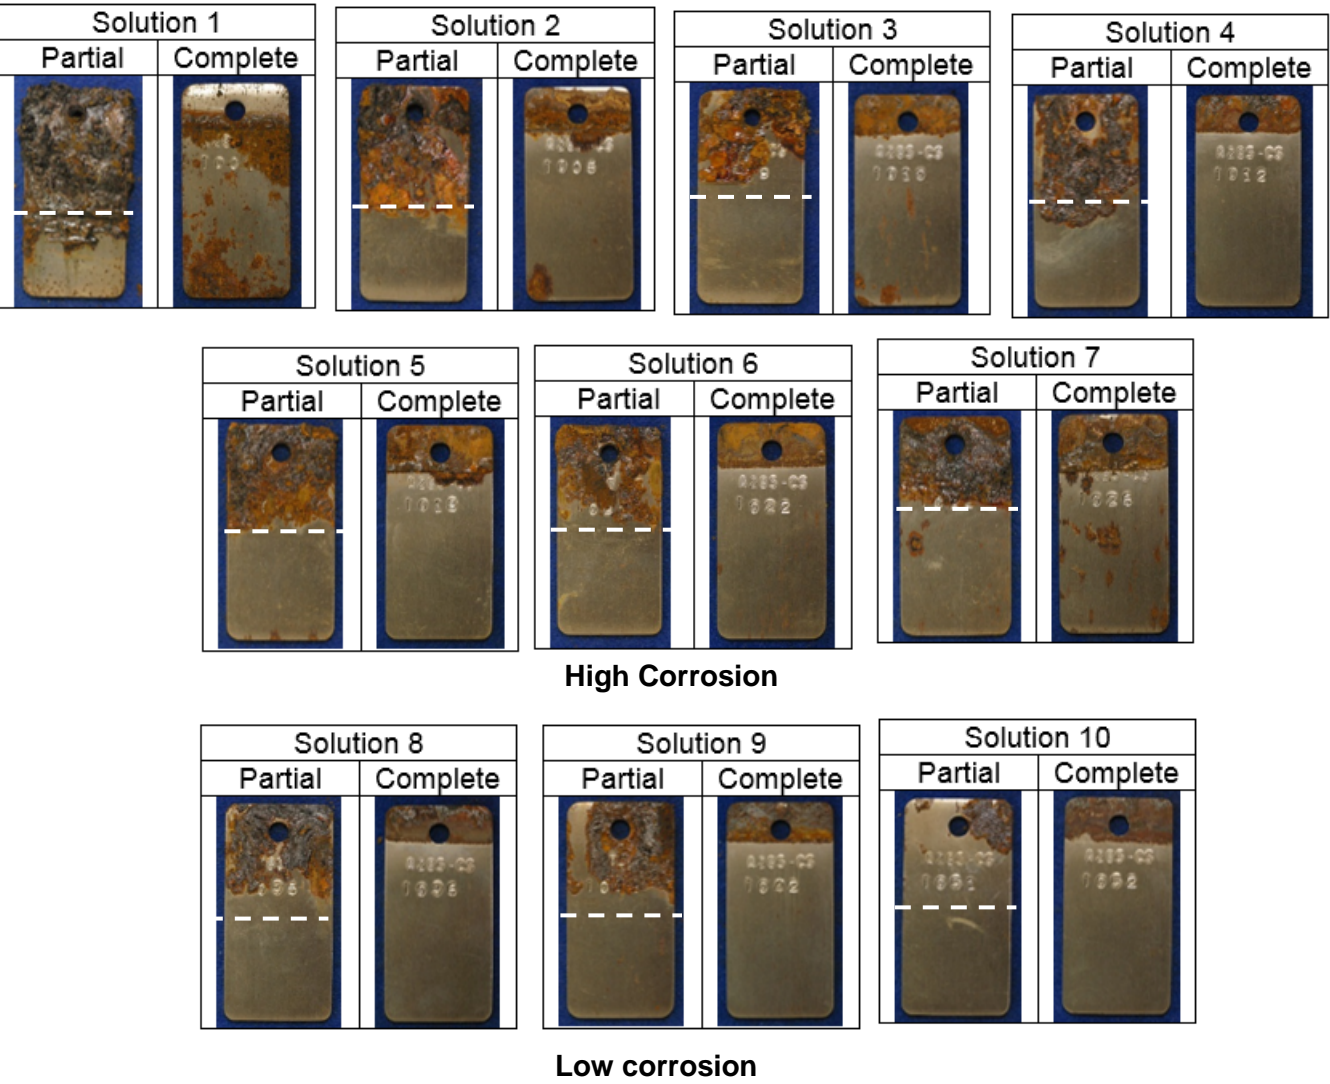 Solution 1
Partial Complete
Solution 2
Partial Complete
Solution 3
Partial Complete
Solution 4
Partial Complete
1912
Solution 5
Partial Complete
Solution 6
Partial Complete
Solution 7
Partial Complete
High Corrosion
Solution 8
Partial Complete
Solution 9
Partial Complete
Solution 10
Partial Complete
Low corrosion